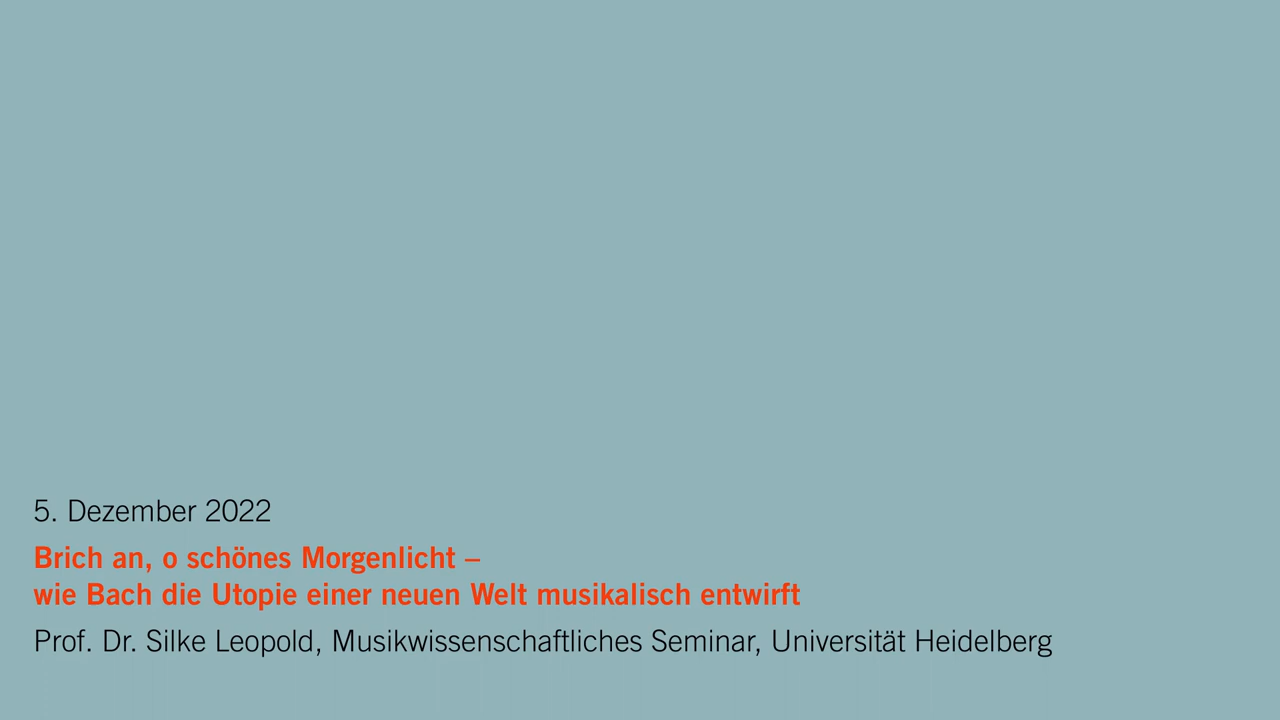 5. Dezember 2022
Brich an, o schönes Morgenlicht –
wie Bach die Utopie einer neuen Welt musikalisch entwirft
Prof. Dr. Silke Leopold, Musikwissenschaftliches Seminar, Universität Heidelberg